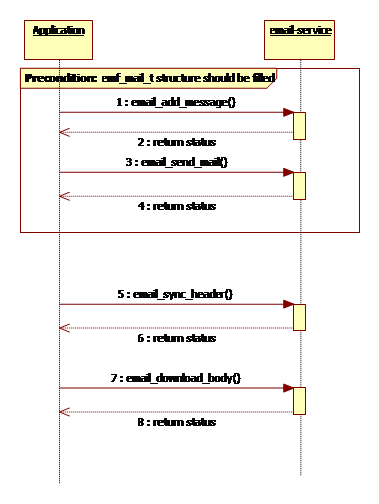 Application
email-service
Precondition: emf_mail_t structure should be filled
1 : email_add_message()
2 : return status
3 : email_send_mail()
4 : return status
5 : email_sync_header()
6 : return status
7 : email_download_body()
8 : return status